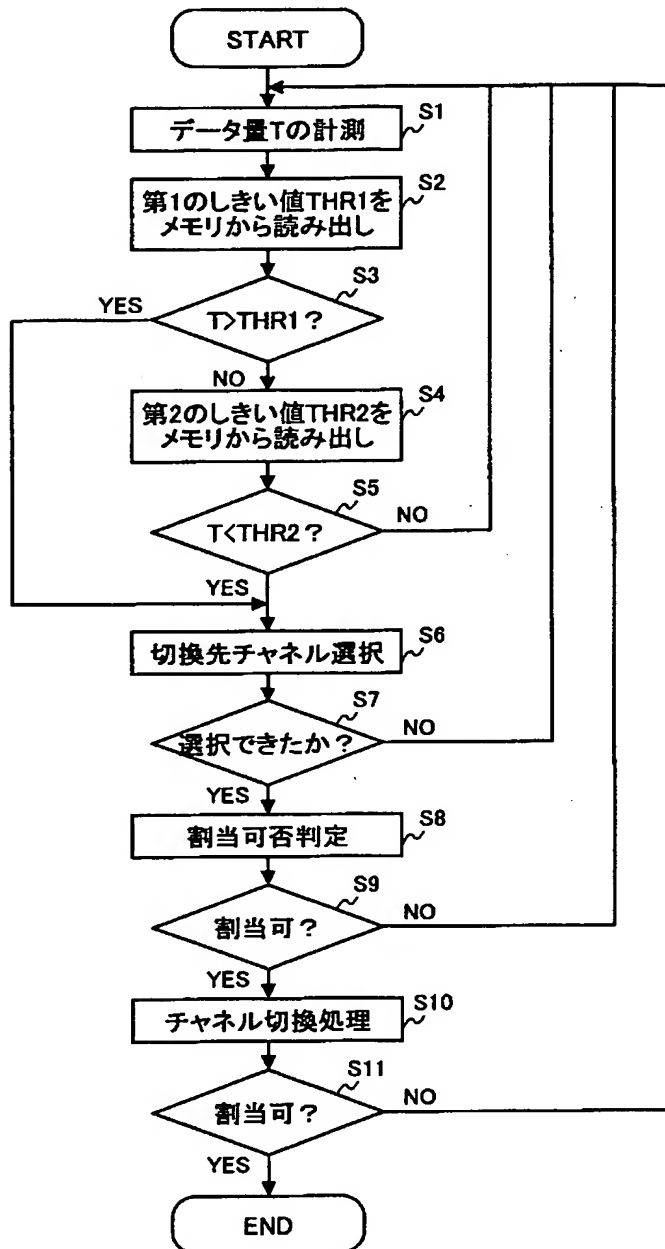 START
データ量Tの計測
S1
第1のしきい値THR1を
メモリから読み出し
S2
T>THR1?
S3
YES
NO
第2のしきい値THR2を
メモリから読み出し
S4
T<THR2?
S5
NO
YES
切換先チャネル選択
S6
選択できたか?
S7
NO
YES
割当可否判定
S8
割当可?
S9
NO
YES
チャネル切換処理
S10
割当可?
S11
NO
YES
END